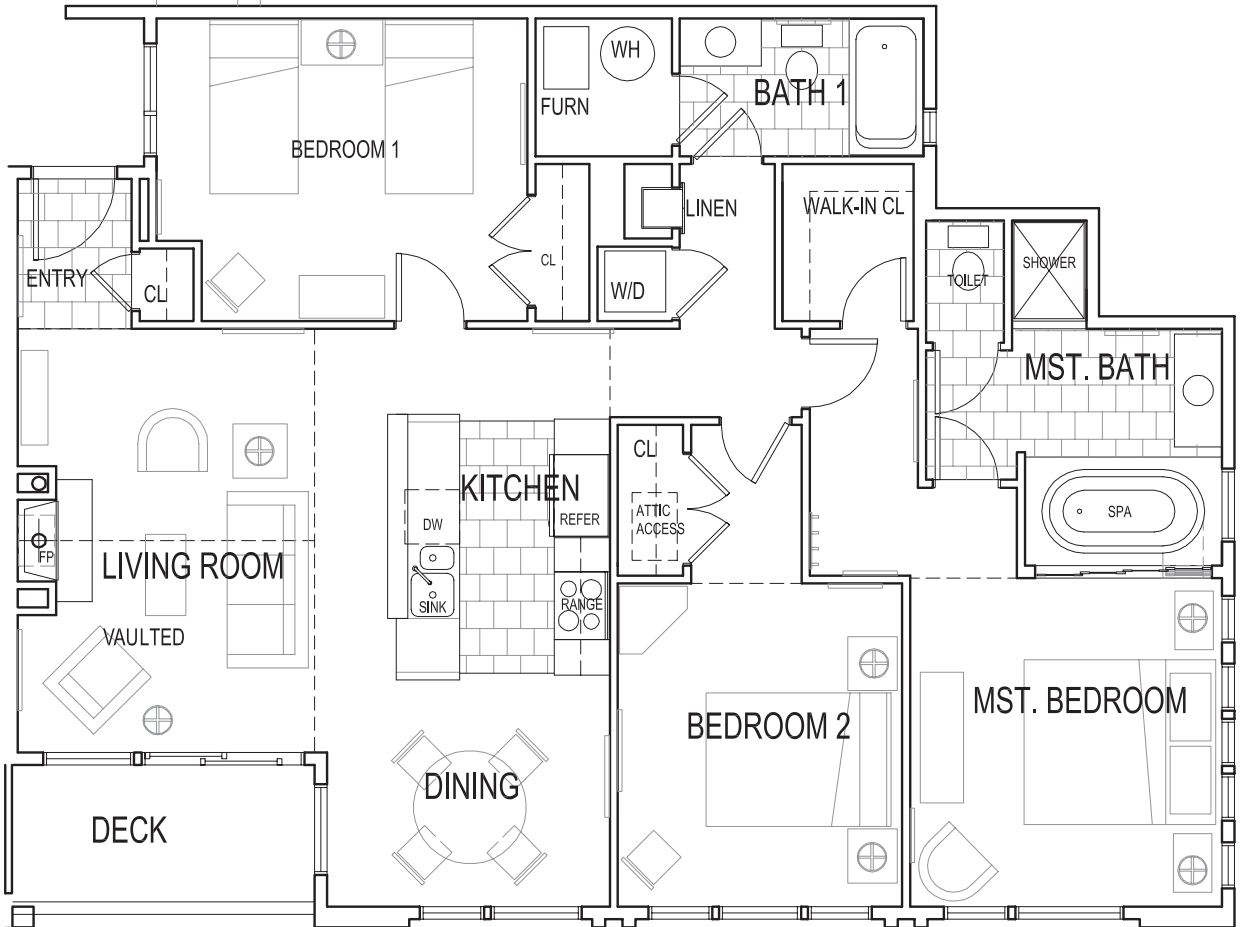 WH
FURN
BATH 1
BEDROOM 1
LINEN
WALK-IN CL
ENTRY
CL
CL
W/D
TOILET
SHOWER
MST. BATH
KITCHEN
CL
DW
REFER
ATTIC
ACCESS
SPA
FP
LIVING ROOM
SINK
RANGE
VAULTED
BEDROOM 2
MST. BEDROOM
DINING
DECK